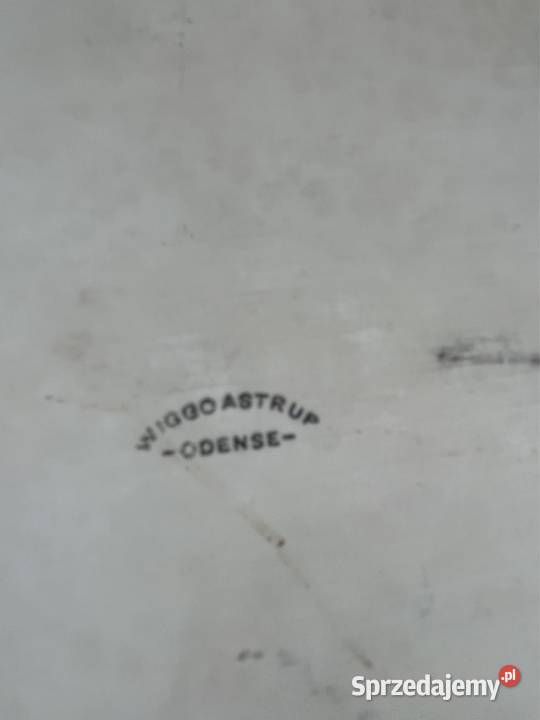 WIGGO ASTRUP
-ODENSE-
Sprzedajemy.pl